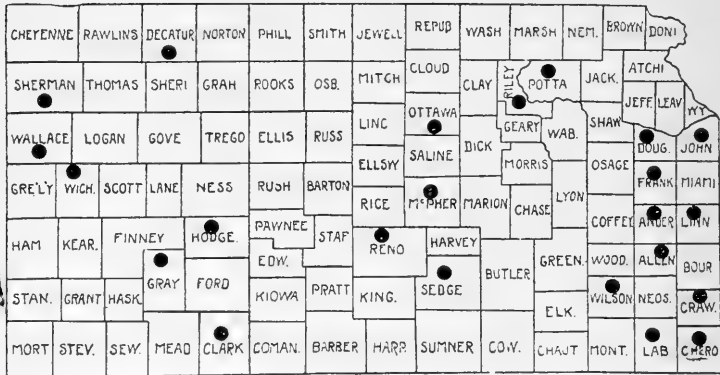 CHEYENNE RAWLINS DECATUR NORTON PHILL SMITH JEWELL REPUB WASH MARSH NEM. BROWN DONI
SHERMAN THOMAS SHERI GRAH ROOKS OSB. MITCH CLOUD CLAY RILEY POTTA JACK. ATCHI
JEFF LEAV WY
OTTAWA
WALLACE LOGAN GOVE TREGO ELLIS RUSS LINC SALINE DICK GEARY WAB. SHAW DOUG. JOHN
ELLSW MORRIS OSAGE FRANK MIAMI
GRE'L'Y WICH. SCOTT LANE NESS RUSH BARTON RICE McPHER MARION CHASE LYON
HAM KEAR. FINNEY HODGE. PAWNEE STAF RENO HARVEY COFFEY ANDER LINN
EDW.
GRAY FORD SEDGE BUTLER GREEN. WOOD. ALLEN BOUR
STAN. GRANT HASK. KIOWA PRATT KING. ELK. WILSON NEOS. CRAW.
MORT STEV. SEW. MEAD CLARK COMAN. BARBER HARP. SUMNER COW. CHAUT MONT. LAB CHERO